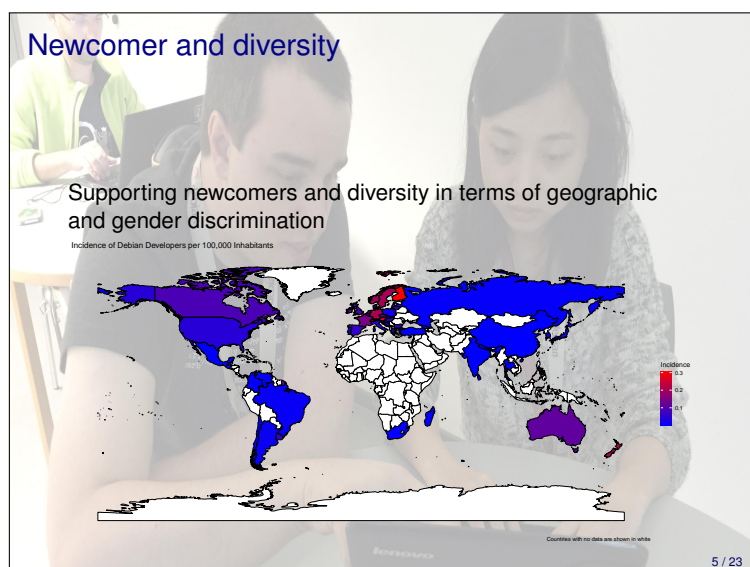 Newcomer and diversity
Supporting newcomers and diversity in terms of geographic
and gender discrimination
Incidence of Debian Developers per 100,000 Inhabitants
Incidence
0.3
0.2
0.1
Countries with no data are shown in white
lenovo
5 / 23